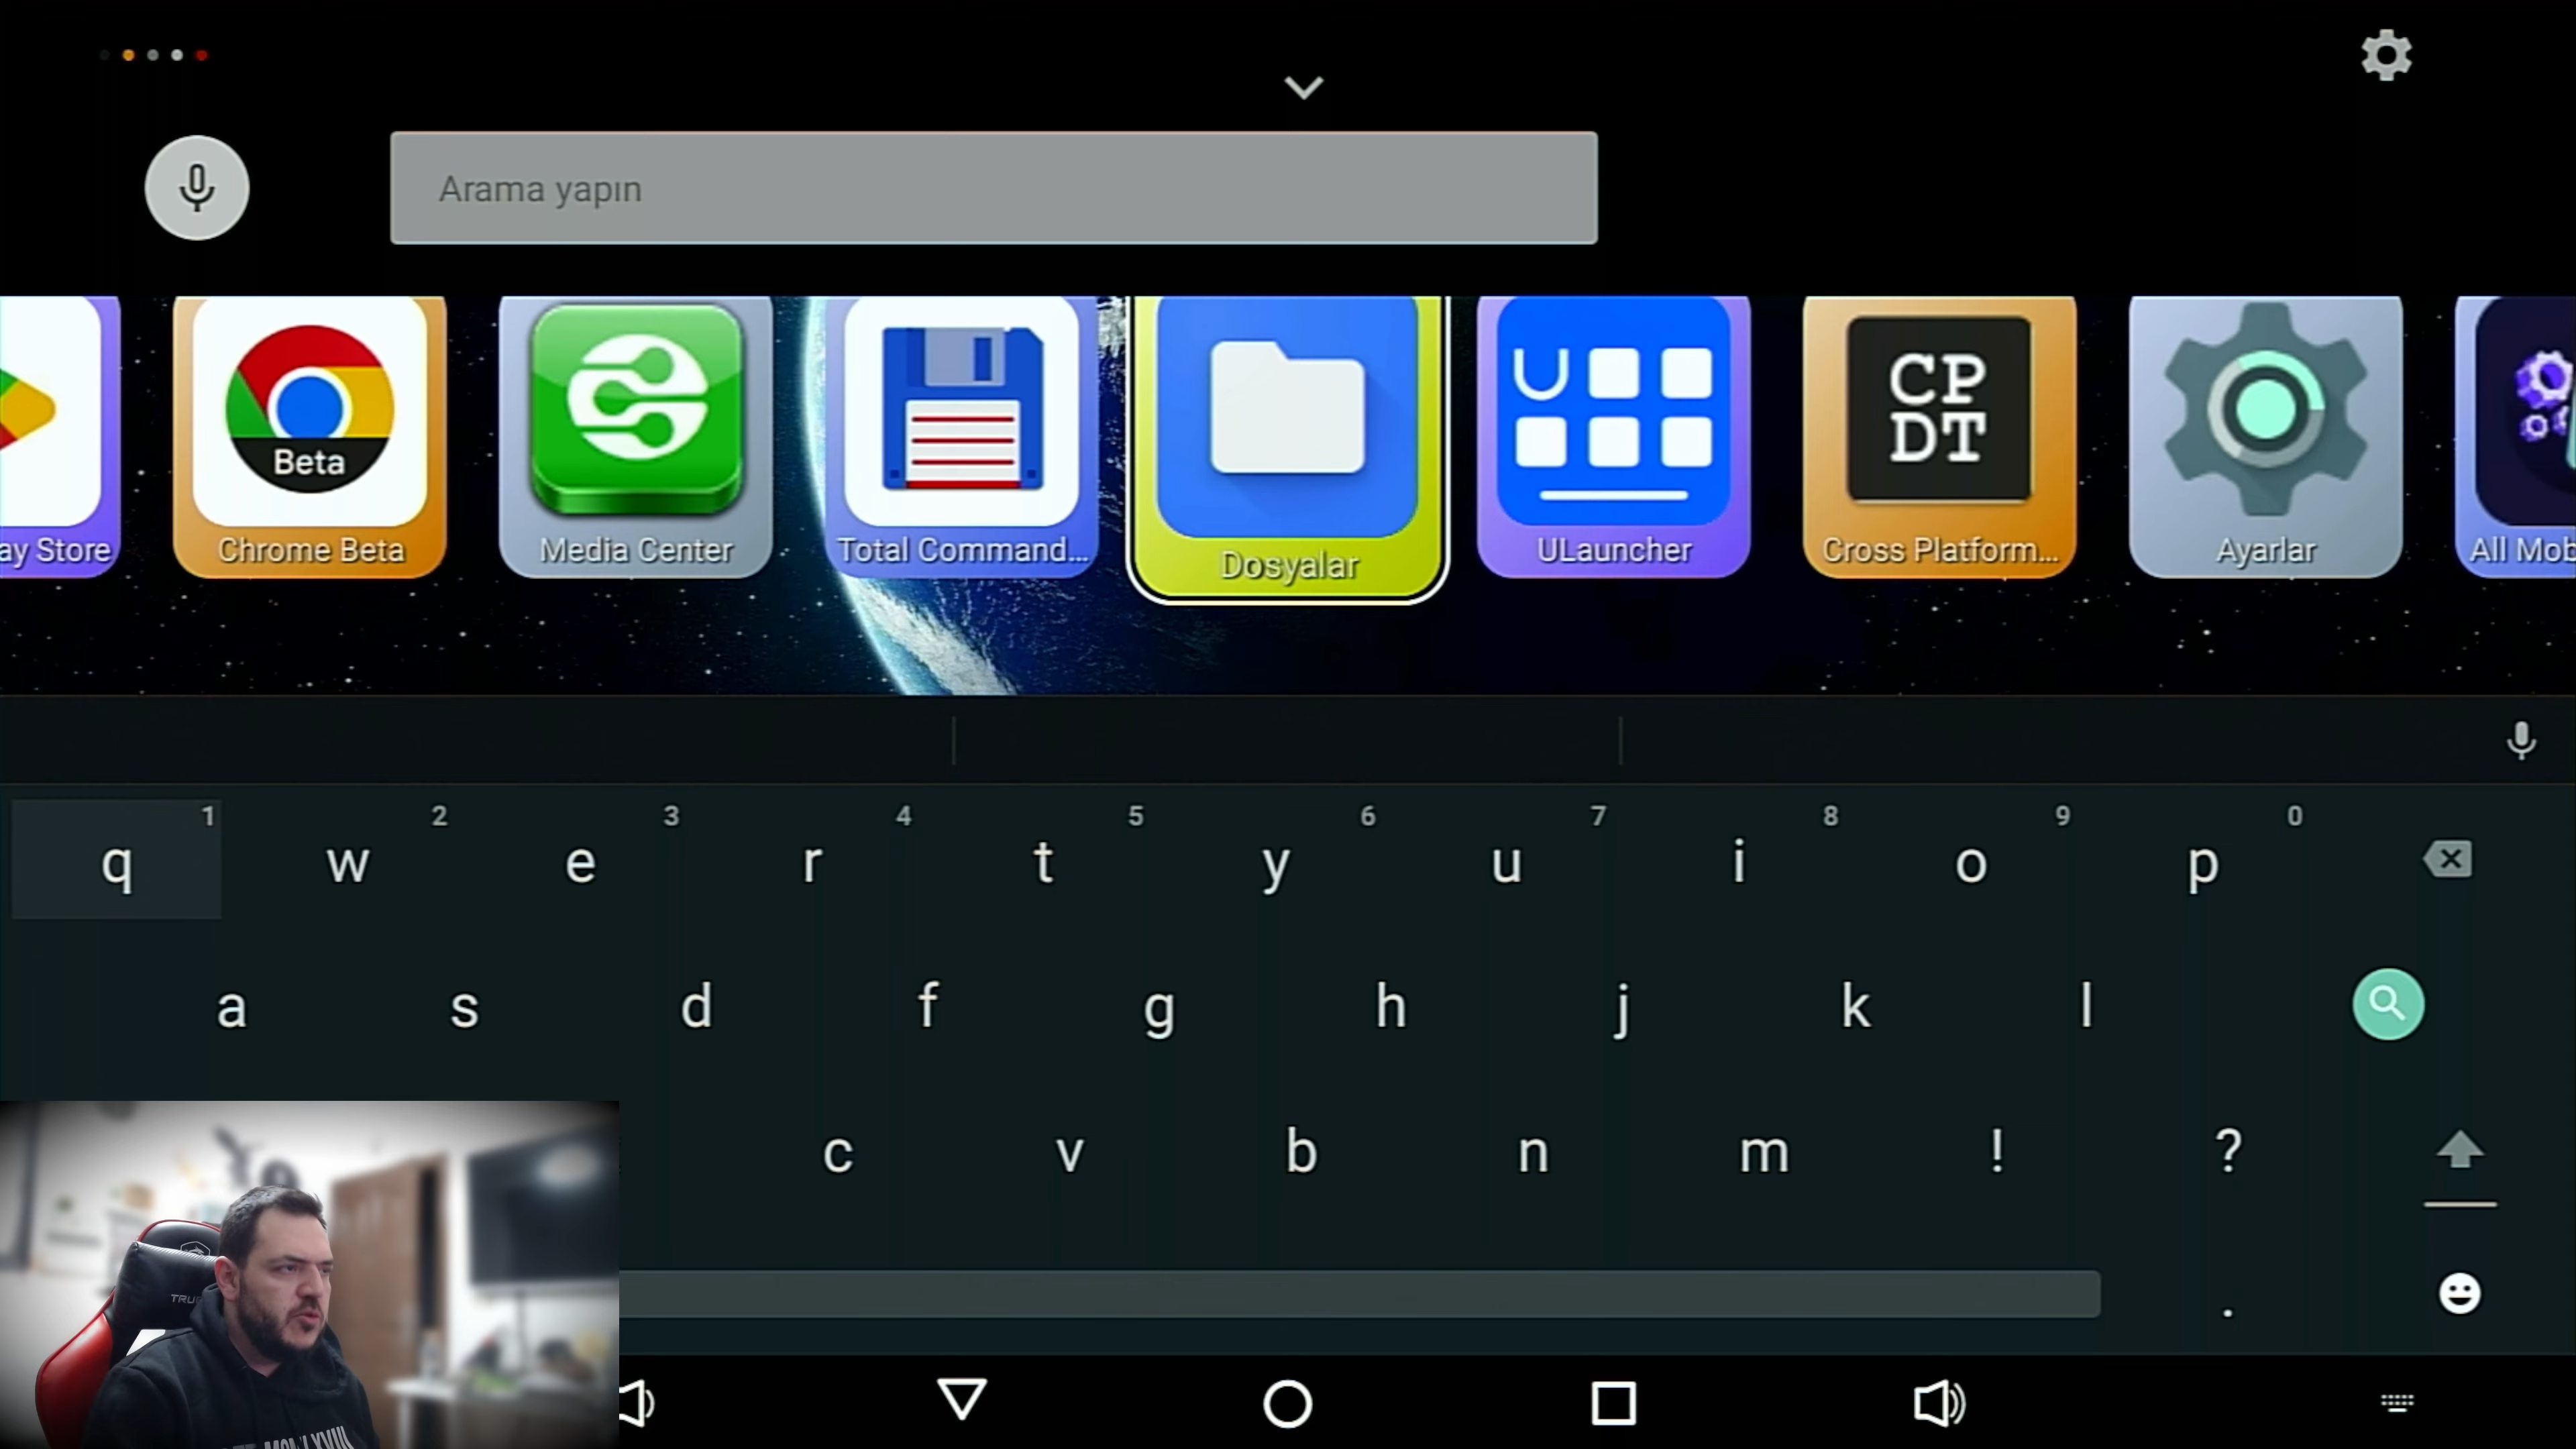 Arama yapın
Beta
ay Store
Chrome Beta
Media Center
Total Command...
Dosyalar
U
ULauncher
CP
DT
Cross Platform...
Ayarlar
All Mob
1 2 3 4 5 6 7 8 9 0
q w e r t y u i o p
a s d f g h j k l
c v b n m ! ?
.